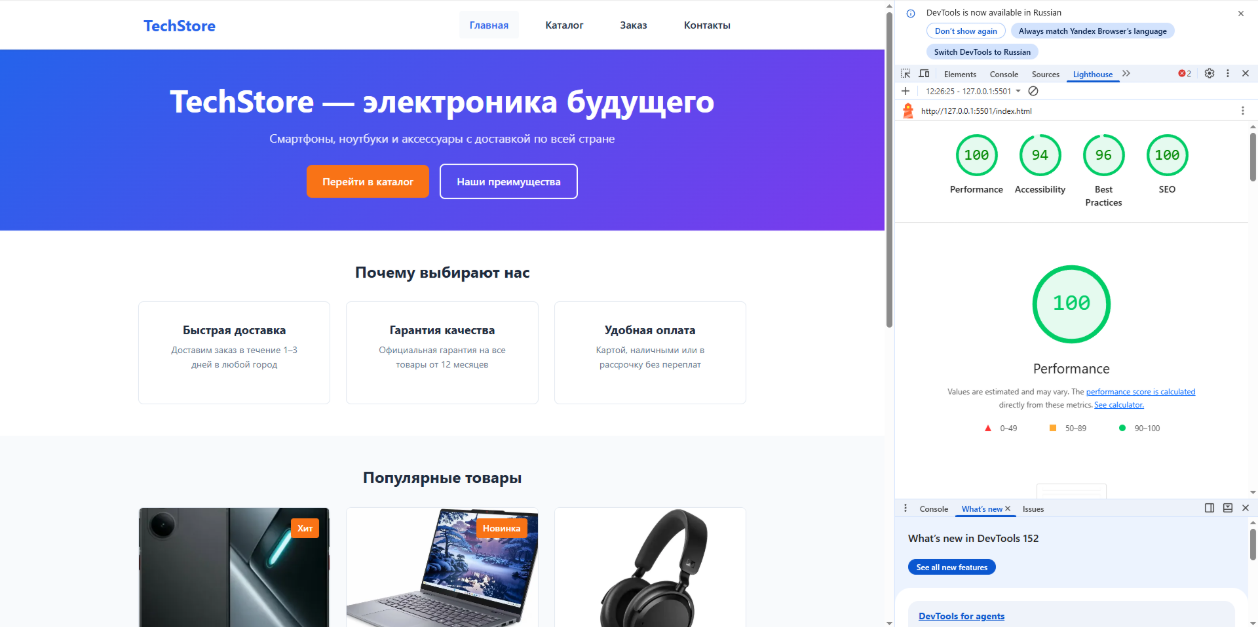 TechStore
Главная
Каталог
Заказ
Контакты
TechStore — электроника будущего
Смартфоны, ноутбуки и аксессуары с доставкой по всей стране
Перейти в каталог
Наши преимущества
Почему выбирают нас
Быстрая доставка
Доставим заказ в течение 1–3
дней в любой город
Гарантия качества
Официальная гарантия на все
товары от 12 месяцев
Удобная оплата
Картой, наличными или в
рассрочку без переплат
Популярные товары
Хит
Новинка
DevTools is now available in Russian
Don't show again
Always match Yandex Browser's language
Switch DevTools to Russian
Elements
Console
Sources
Lighthouse
2
12:26:25 - 127.0.0.1:5501
http://127.0.0.1:5501/index.html
100
94
96
100
Performance
Accessibility
Best
Practices
SEO
100
Performance
Values are estimated and may vary. The performance score is calculated
directly from these metrics. See calculator.
0–49
50–89
90–100
Console
What's new
Issues
What's new in DevTools 152
See all new features
DevTools for agents